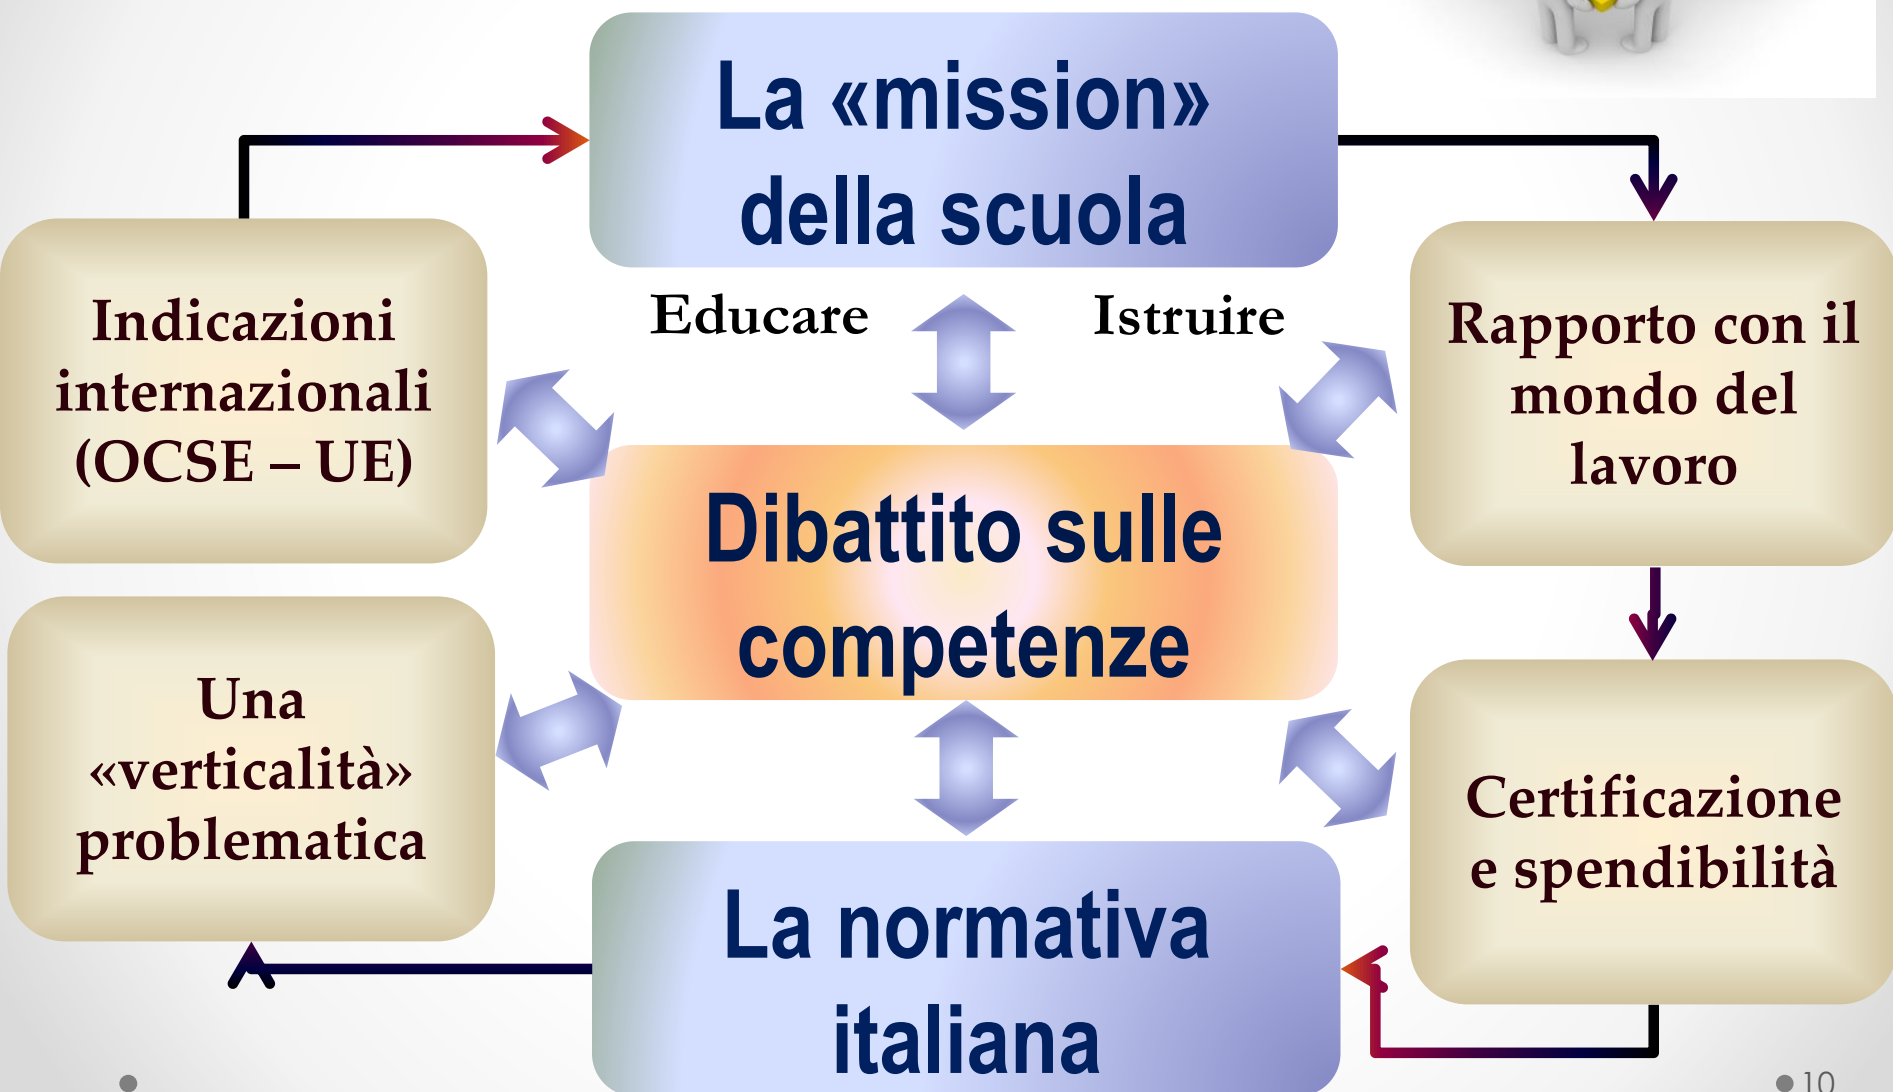 La «mission»
della scuola
Educare
Istruire
Indicazioni
internazionali
(OCSE – UE)
Rapporto con il
mondo del
lavoro
Dibattito sulle
competenze
Una
«verticalità»
problematica
Certificazione
e spendibilità
La normativa
italiana
10